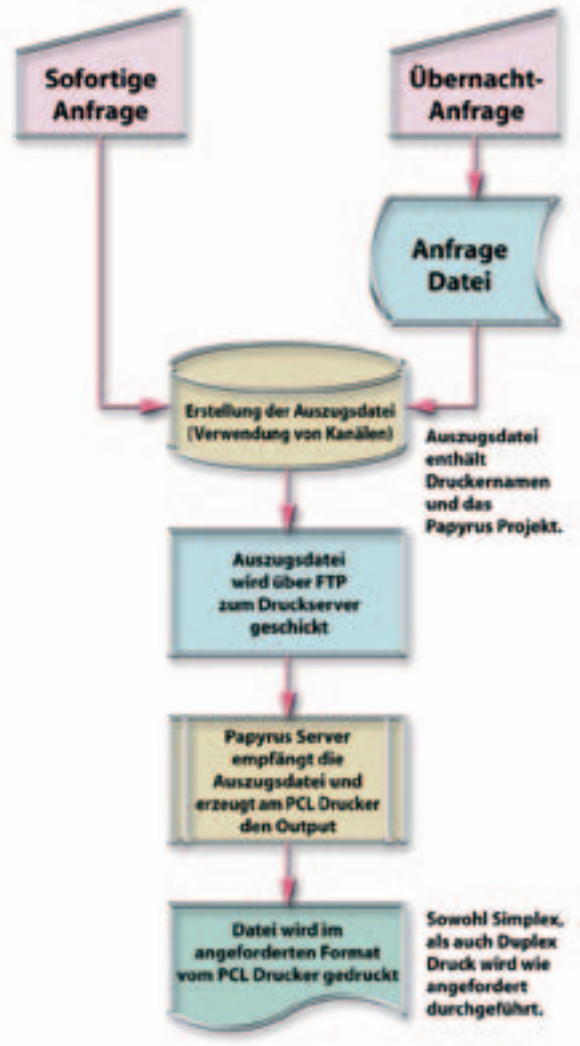 Sofortige
Anfrage
Übernacht-
Anfrage
Anfrage
Datei
Erstellung der Auszugsdatei
(Verwendung von Kanälen)
Auszugsdatei
enthält
Druckernamen
und das
Papyrus Projekt.
Auszugsdatei
wird über FTP
zum Druckserver
geschickt
Papyrus Server
empfängt die
Auszugsdatei und
erzeugt am PCL Drucker
den Output
Datei wird im
angeforderten Format
vom PCL Drucker gedruckt
Sowohl Simplex,
als auch Duplex
Druck wird wie
angefordert
durchgeführt.